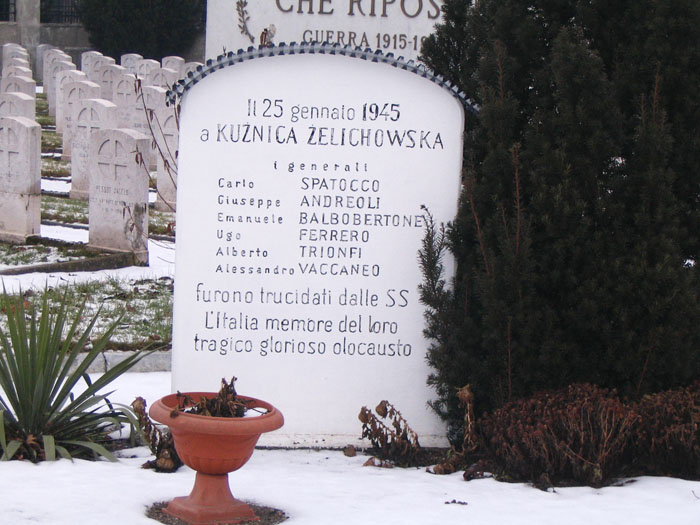 CHE RIPOS
GUERRA 1915-1
Il 25 gennaio 1945
a KUŹNICA ŻELICHOWSKA
i generali
Carlo SPATOCCO
Giuseppe ANDREOLI
Emanuele BALBOBERTONE
Ugo FERRERO
Alberto TRIONFI
Alessandro VACCANEO
furono trucidati dalle SS
L'Italia memore del loro
tragico glorioso olocausto